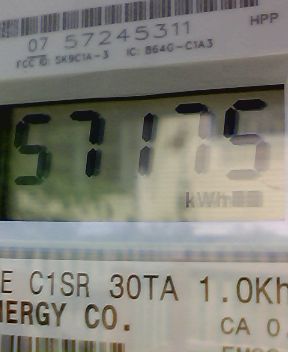 HPP
07 57245311
FCC ID: SK9C1A-3 IC: 864G-C1A3
57175
kWh
E C1SR 30TA 1.0Kh
NERGY CO.
CA 0.